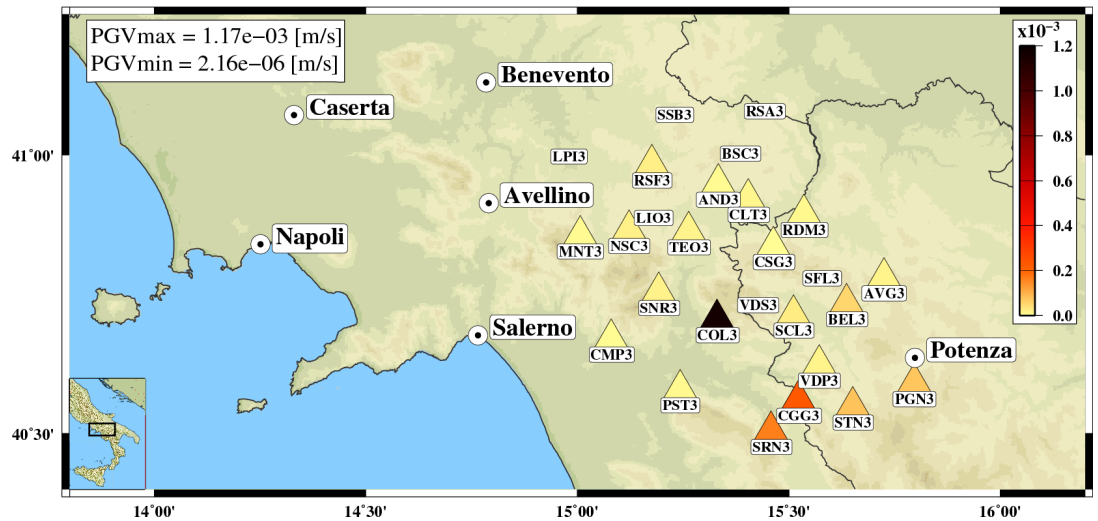 PGVmax = 1.17e−03 [m/s]
PGVmin = 2.16e−06 [m/s]
x10⁻³
1.2
1.0
0.8
0.6
0.4
0.2
0.0
Benevento
Caserta
SSB3
RSA3
41°00'
LPI3
BSC3
RSF3
AND3
Avellino
CLT3
LIO3
RDM3
Napoli
MNT3
NSC3
TEO3
CSG3
SFL3
AVG3
SNR3
VDS3
BEL3
Salerno
COL3
SCL3
CMP3
Potenza
VDP3
PST3
CGG3
PGN3
STN3
40°30'
SRN3
14°00'
14°30'
15°00'
15°30'
16°00'